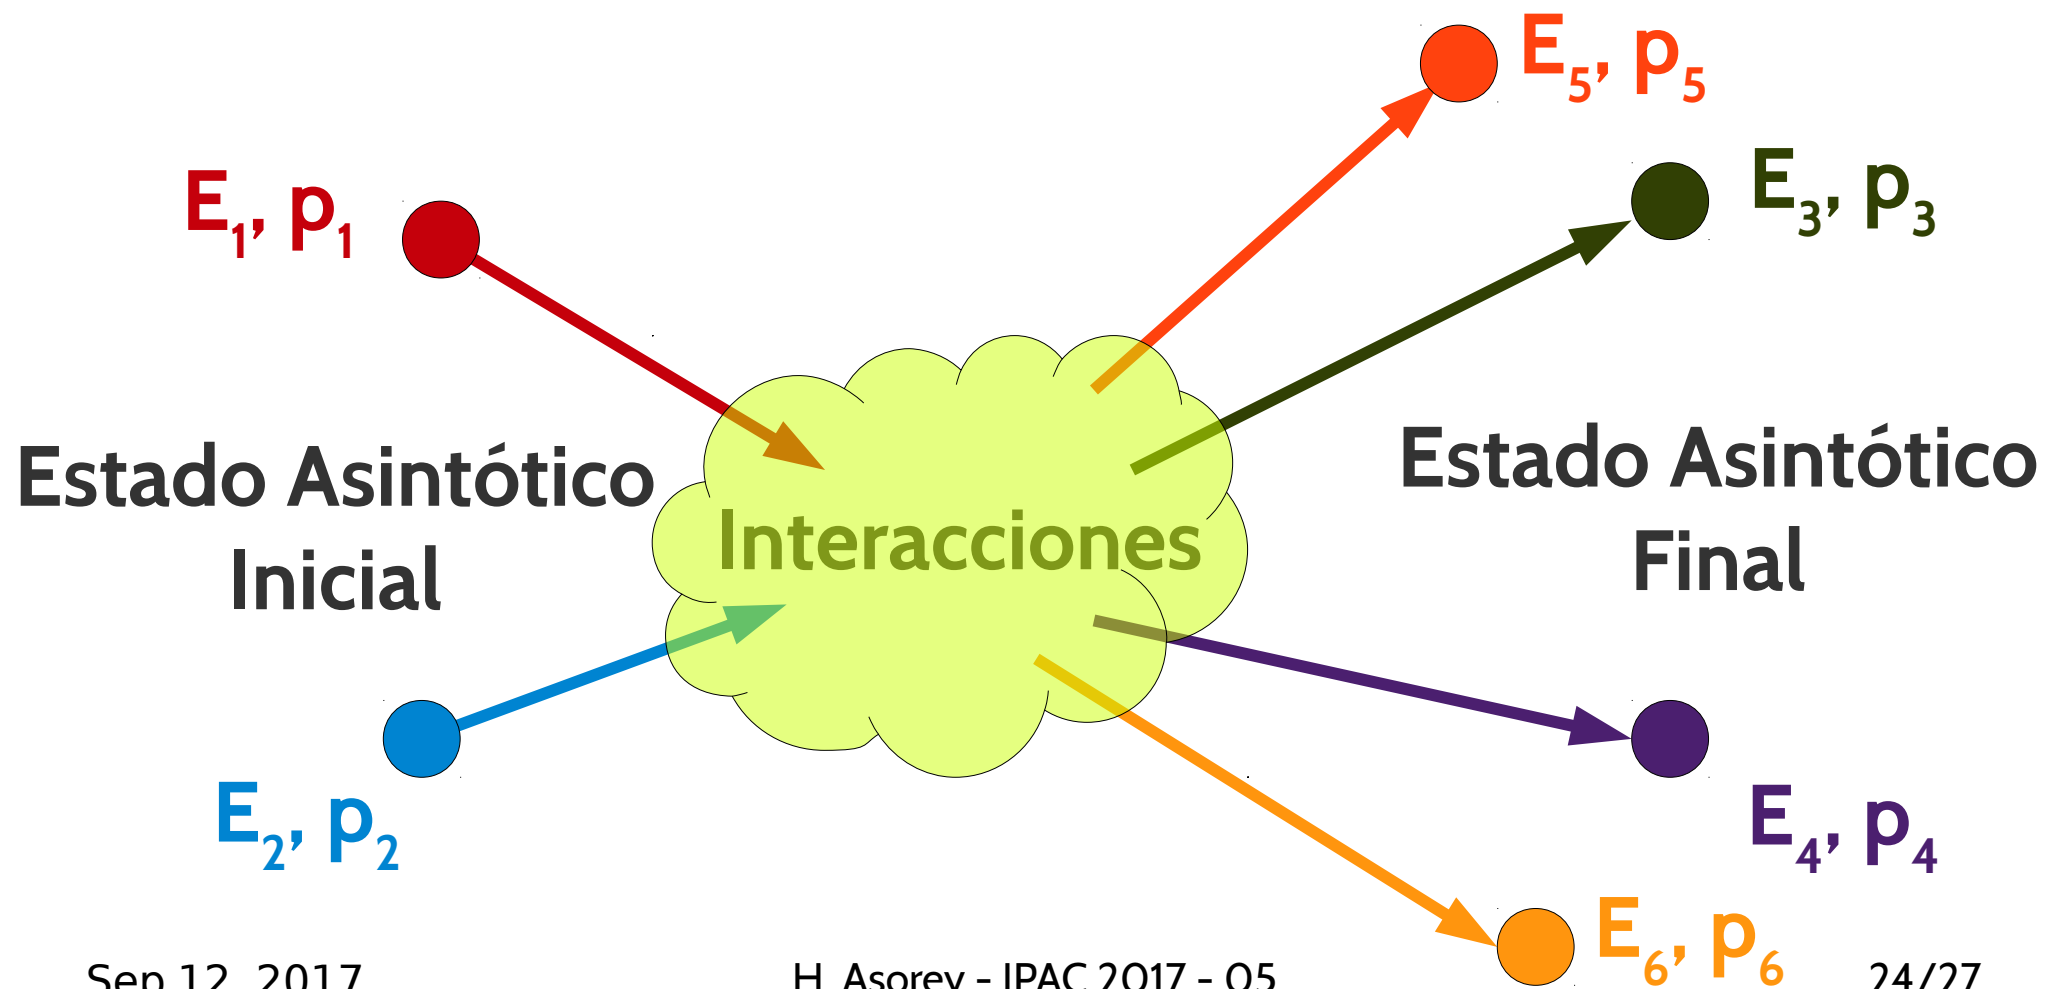 E5, p5
E3, p3
E1, p1
Estado Asintótico
Inicial
Interacciones
Estado Asintótico
Final
E2, p2
E4, p4
E6, p6
Sep 12, 2017
H. Asorey - IPAC 2017 - 05
24/27